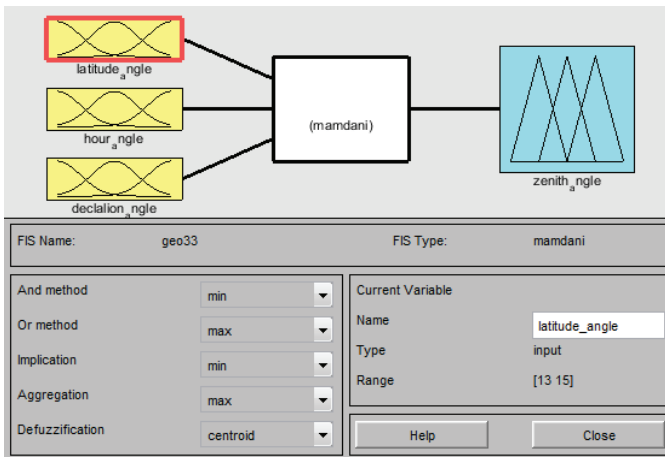 latitude_angle
(mamdani)
hour_angle
zenith_angle
declalion_angle
FIS Name: geo33 FIS Type: mamdani
And method min
Or method max
Implication min
Aggregation max
Defuzzification centroid
Current Variable
Name latitude_angle
Type input
Range [13 15]
Help Close